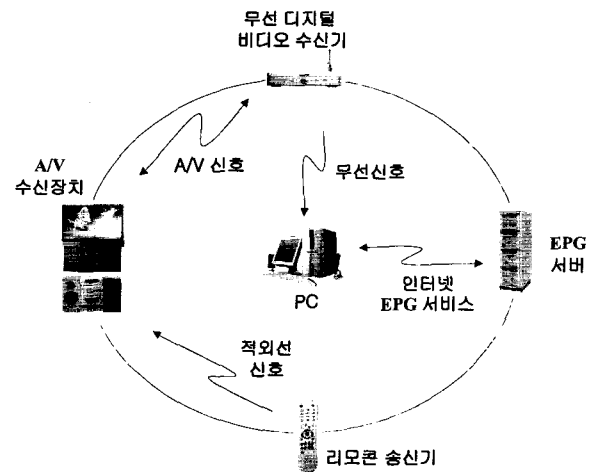 무선 디지털
비디오 수신기
A/V 신호
무선신호
A/V
수신장치
EPG
서버
인터넷
EPG 서비스
PC
적외선
신호
리모콘 송신기